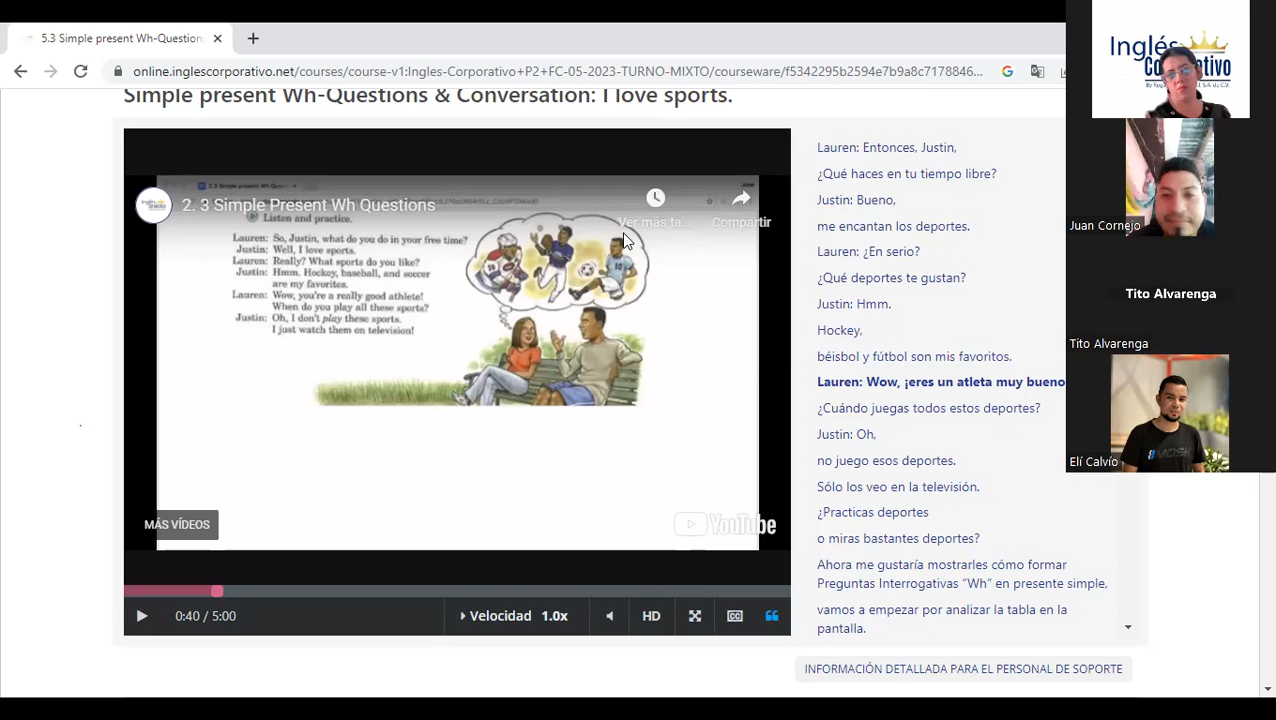 5.3 Simple present Wh-Question
online.inglescorporativo.net/courses/course-v1:Ingles-Corporativo+P2+FC-05-2023-TURNO-MIXTO/courseware/f5342295b2594e7b2a8c7178846...
Simple present Wh-Questions & Conversation: I love sports.
2. 3 Simple Present Wh Questions
Ver más ta...
Compartir
Listen and practice.
Lauren: So, Justin, what do you do in your free time?
Justin: Well, I love sports.
Lauren: Really? What sports do you like?
Justin: Hmm. Hockey, baseball, and soccer
are my favorites.
Lauren: Wow, you're a really good athlete!
When do you play all these sports?
Justin: Oh, I don't play these sports.
I just watch them on television!
MÁS VÍDEOS
YouTube
0:40 / 5:00
Velocidad 1.0x
HD
Lauren: Entonces, Justin,
¿Qué haces en tu tiempo libre?
Justin: Bueno,
me encantan los deportes.
Lauren: ¿En serio?
¿Qué deportes te gustan?
Justin: Hmm.
Hockey,
béisbol y fútbol son mis favoritos.
Lauren: Wow, ¡eres un atleta muy bueno
¿Cuándo juegas todos estos deportes?
Justin: Oh,
no juego esos deportes.
Sólo los veo en la televisión.
¿Practicas deportes
o miras bastantes deportes?
Ahora me gustaría mostrarles cómo formar
Preguntas Interrogativas “Wh” en presente simple,
vamos a empezar por analizar la tabla en la
pantalla.
INFORMACIÓN DETALLADA PARA EL PERSONAL DE SOPORTE
Inglés
Corporativo
Juan Cornejo
Tito Alvarenga
Tito Alvarenga
Elí Calvío